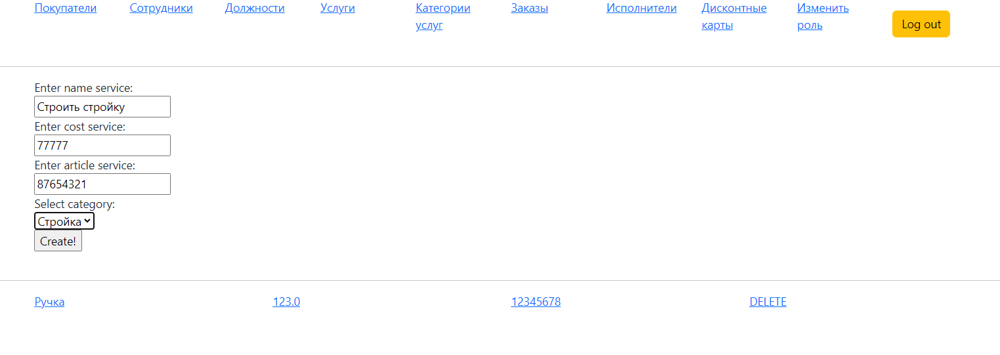 Покупатели Сотрудники Должности Услуги Категории услуг Заказы Исполнители Дисконтные карты Изменить роль Log out
Enter name service:
Строить стройку
Enter cost service:
77777
Enter article service:
87654321
Select category:
Стройка
Create!
Ручка 123.0 12345678 DELETE